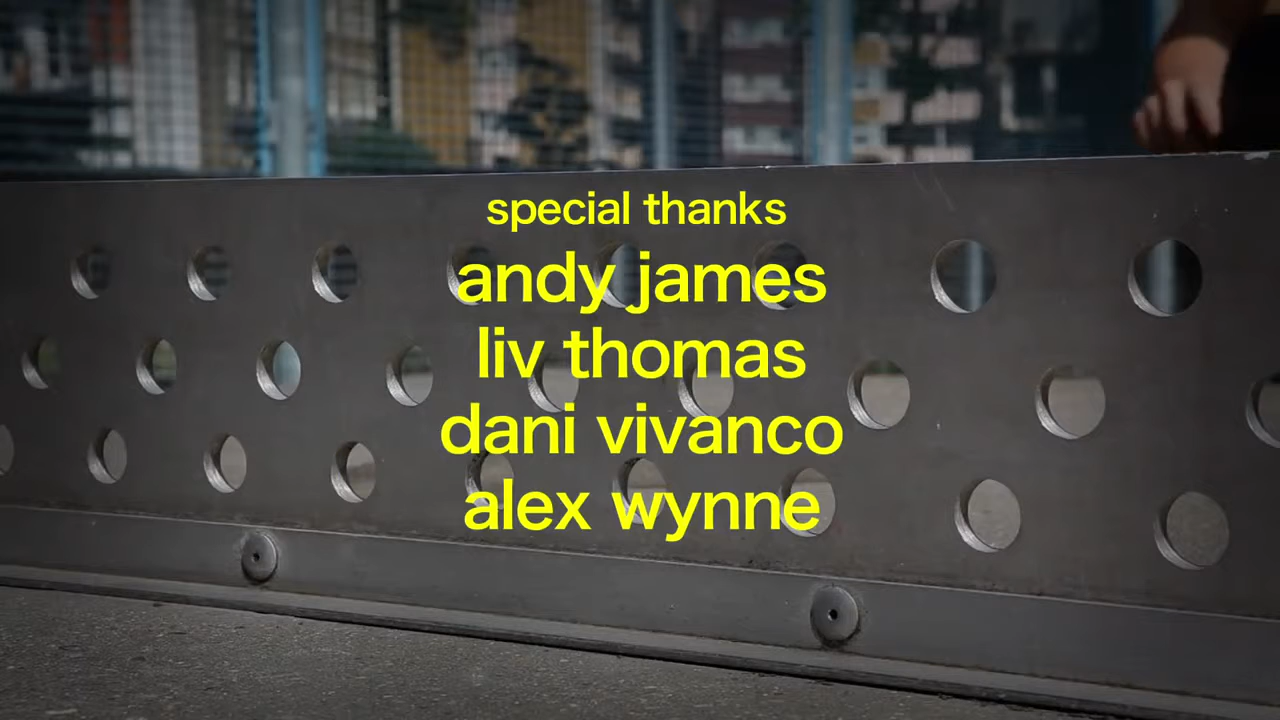 special thanks
andy james
liv thomas
dani vivanco
alex wynne